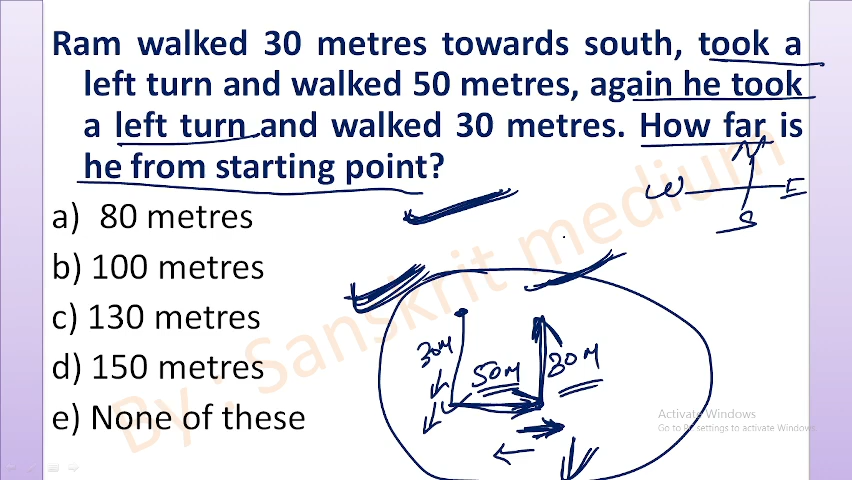 Ram walked 30 metres towards south, took a
left turn and walked 50 metres, again he took
a left turn and walked 30 metres. How far is
he from starting point?
N
W E
S
a) 80 metres
b) 100 metres
c) 130 metres
d) 150 metres
e) None of these
30M
50M
30M
By : Sanskrit medium
Activate Windows
Go to PC settings to activate Windows.